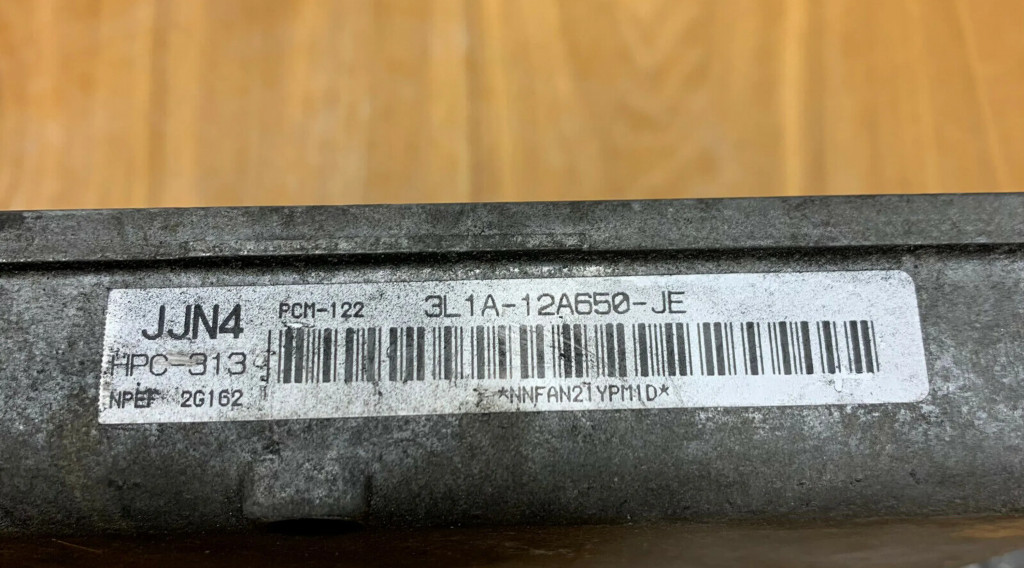 JJN4 PCM-122 3L1A-12A650-JE
HPC-313
NPEF 2G162 *NNFAN21YPM1D*